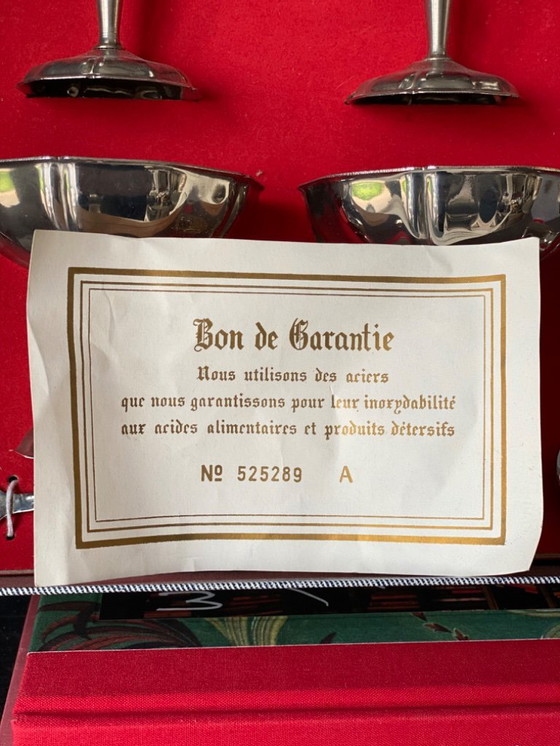 Bon de Garantie
Nous utilisons des aciers
que nous garantissons pour leur inoxydabilité
aux acides alimentaires et produits détersifs
Nº 525289 A